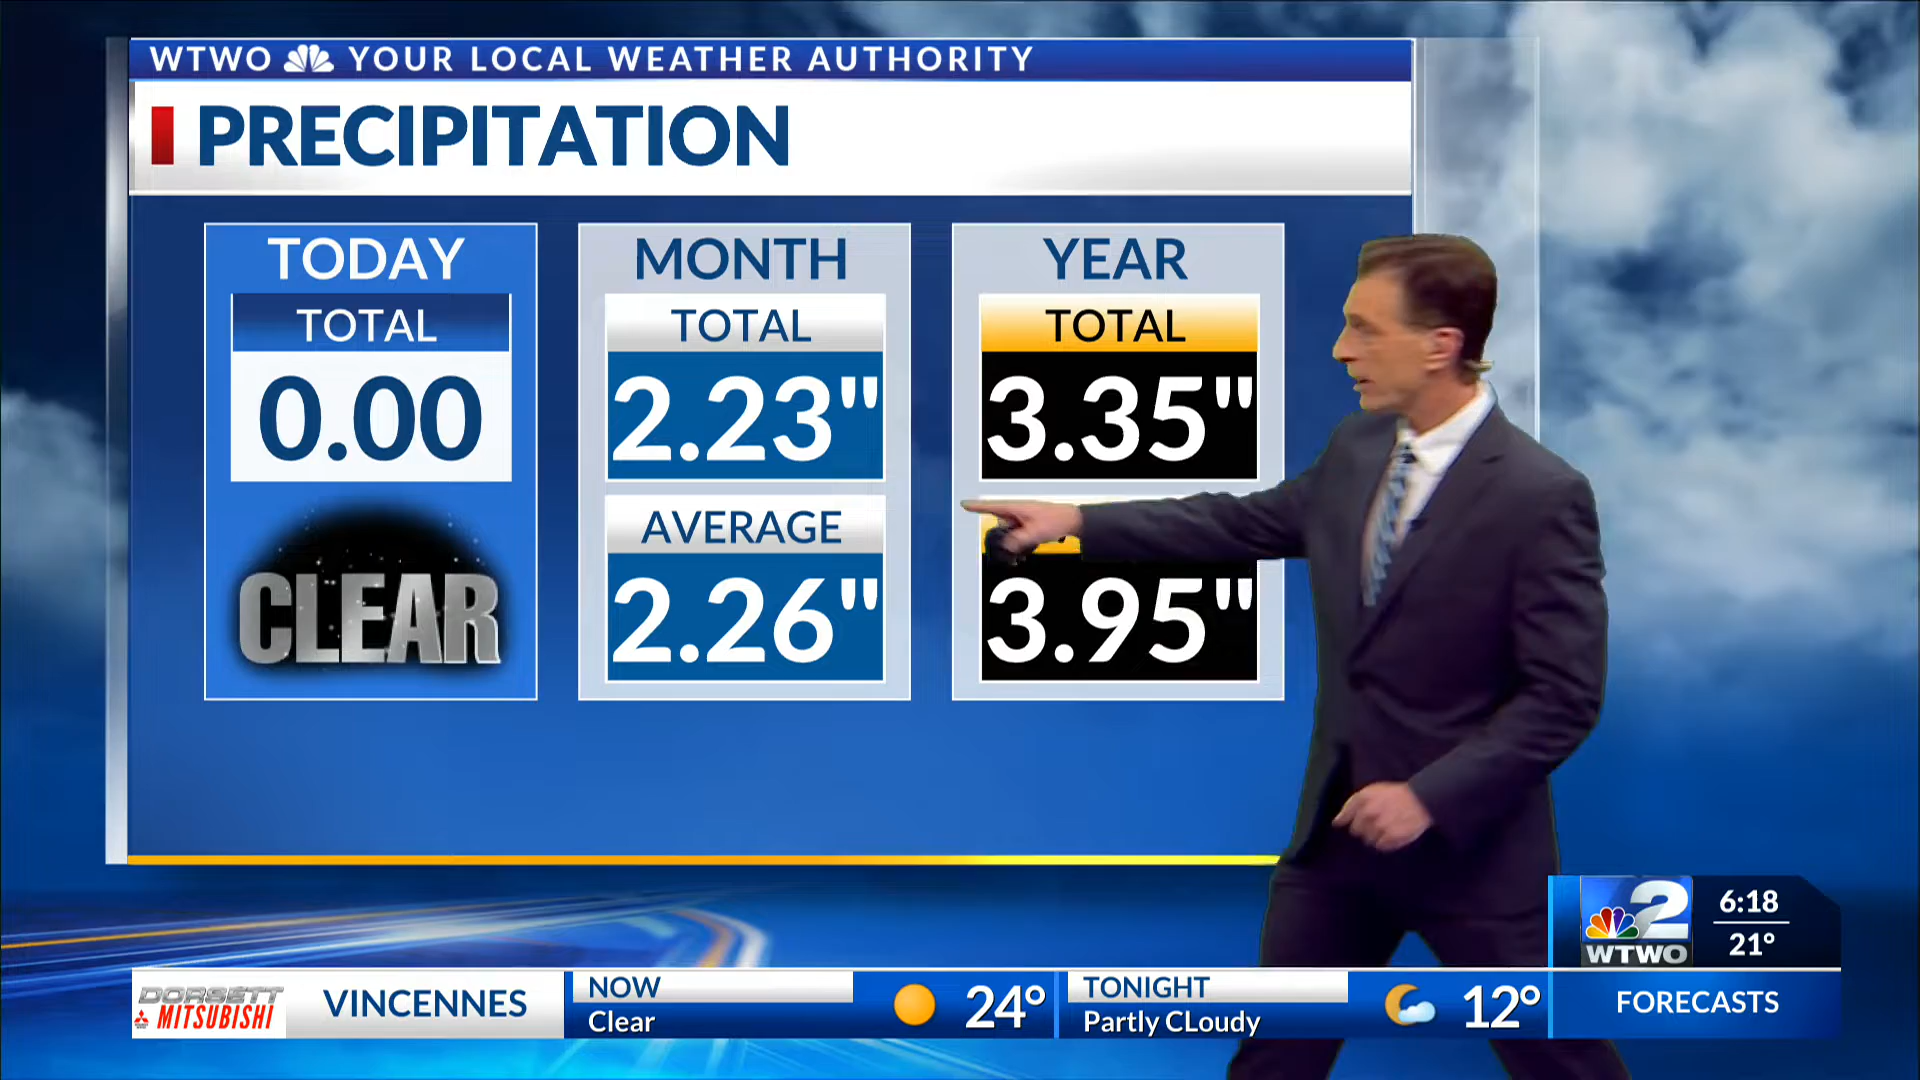 WTWO YOUR LOCAL WEATHER AUTHORITY
PRECIPITATION
TODAY
TOTAL
0.00
CLEAR
MONTH
TOTAL
2.23"
AVERAGE
2.26"
YEAR
TOTAL
3.35"
3.95"
2
WTWO
6:18
21°
DORSETT
MITSUBISHI
VINCENNES
NOW
Clear
24°
TONIGHT
Partly CLoudy
12°
FORECASTS